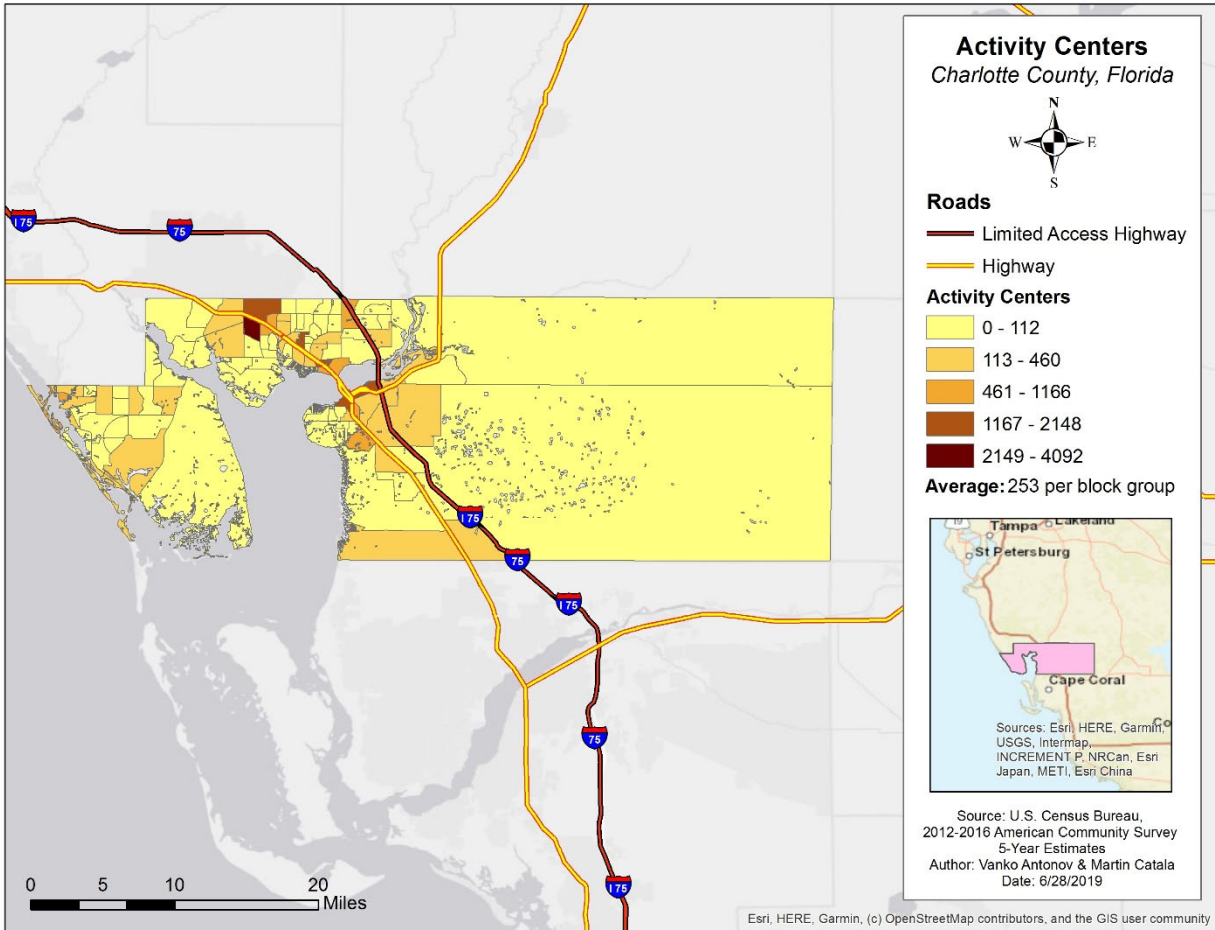 Activity Centers
Charlotte County, Florida
N
W E
S
Roads
Limited Access Highway
Highway
Activity Centers
0 - 112
113 - 460
461 - 1166
1167 - 2148
2149 - 4092
Average: 253 per block group
19
Tampa
Lakeland
St Petersburg
Cape Coral
Co
Sources: Esri, HERE, Garmin,
USGS, Intermap,
INCREMENT P, NRCan, Esri
Japan, METI, Esri China
Source: U.S. Census Bureau,
2012-2016 American Community Survey
5-Year Estimates
Author: Vanko Antonov & Martin Catala
Date: 6/28/2019
I 75
75
I 75
75
I 75
75
I 75
0 5 10 20
Miles
Esri, HERE, Garmin, (c) OpenStreetMap contributors, and the GIS user community